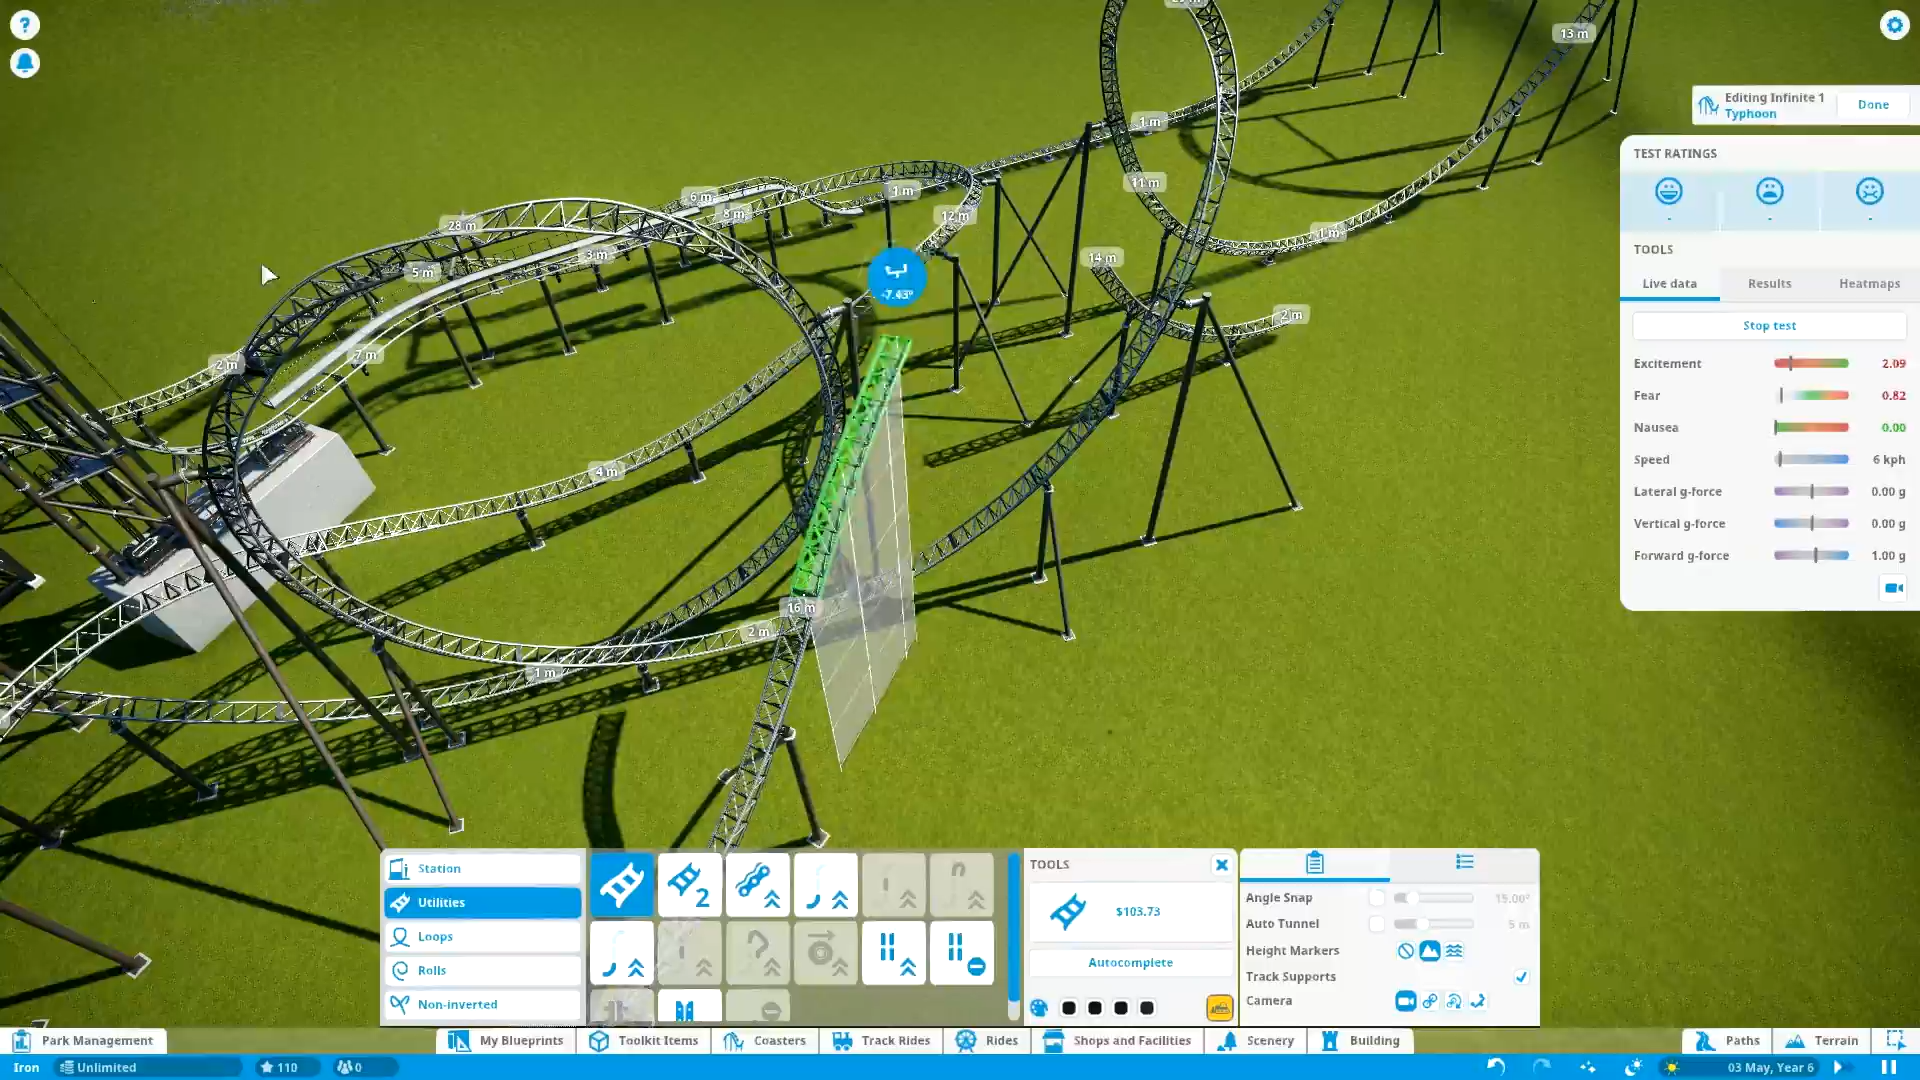 ?
13 m
1 m
11 m
6 m
8 m
1 m
12 m
28 m
1 m
3 m
5 m
14 m
-7.43°
2 m
2 m
7 m
4 m
16 m
2 m
1 m
Editing Infinite 1
Typhoon
Done
TEST RATINGS
-
-
-
TOOLS
Live data
Results
Heatmaps
Stop test
Excitement 2.09
Fear 0.82
Nausea 0.00
Speed 6 kph
Lateral g-force 0.00 g
Vertical g-force 0.00 g
Forward g-force 1.00 g
Station
Utilities
Loops
Rolls
Non-inverted
2
TOOLS
$103.73
Autocomplete
Angle Snap 15.00°
Auto Tunnel 5 m
Height Markers
Track Supports
Camera
Park Management
My Blueprints
Toolkit Items
Coasters
Track Rides
Rides
Shops and Facilities
Scenery
Building
Paths
Terrain
Iron
Unlimited
110
0
03 May, Year 6